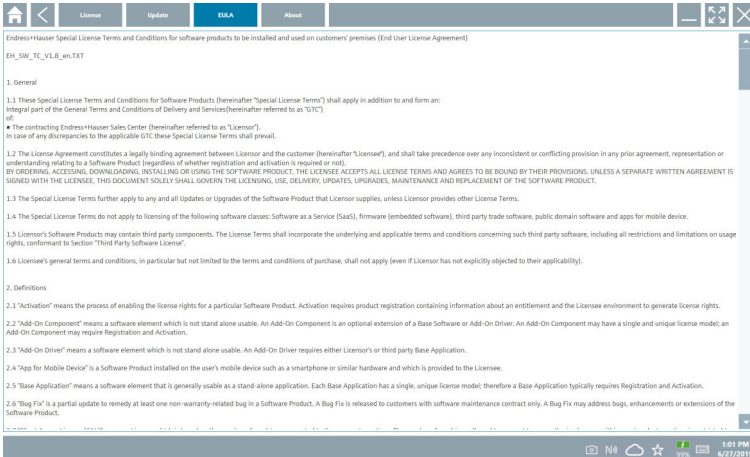 License
Update
EULA
About
Endress+Hauser Special License Terms and Conditions for software products to be installed and used on customers' premises (End User License Agreement)
EH_SW_TC_V1.8_en.TXT
1. General
1.1 These Special License Terms and Conditions for Software Products (hereinafter "Special License Terms") shall apply in addition to and form an:
Integral part of the General Terms and Conditions of Delivery and Services(hereinafter referred to as "GTC")
of:
▪ The contracting Endress+Hauser Sales Center (hereinafter referred to as "Licensor").
In case of any discrepancies to the applicable GTC these Special License Terms shall prevail.
1.2 The License Agreement constitutes a legally binding agreement between Licensor and the customer (hereinafter "Licensee"), and shall take precedence over any inconsistent or conflicting provision in any prior agreement, representation or
understanding relating to a Software Product (regardless of whether registration and activation is required or not).
BY ORDERING, ACCESSING, DOWNLOADING, INSTALLING OR USING THE SOFTWARE PRODUCT, THE LICENSEE ACCEPTS ALL LICENSE TERMS AND AGREES TO BE BOUND BY THEIR PROVISIONS. UNLESS A SEPARATE WRITTEN AGREEMENT IS
SIGNED WITH THE LICENSEE, THIS DOCUMENT SOLELY SHALL GOVERN THE LICENSING, USE, DELIVERY, UPDATES, UPGRADES, MAINTENANCE AND REPLACEMENT OF THE SOFTWARE PRODUCT.
1.3 The Special License Terms further apply to any and all Updates or Upgrades of the Software Product that Licensor supplies, unless Licensor provides other License Terms.
1.4 The Special License Terms do not apply to licensing of the following software classes: Software as a Service (SaaS), firmware (embedded software), third party trade software, public domain software and apps for mobile device.
1.5 Licensor's Software Products may contain third party components. The License Terms shall incorporate the underlying and applicable terms and conditions concerning such third party software, including all restrictions and limitations on usage
rights, conformant to Section "Third Party Software License".
1.6 Licensee's general terms and conditions, in particular but not limited to the terms and conditions of purchase, shall not apply (even if Licensor has not explicitly objected to their applicability).
2. Definitions
2.1 "Activation" means the process of enabling the license rights for a particular Software Product. Activation requires product registration containing information about an entitlement and the Licensee environment to generate license rights.
2.2 "Add-On Component" means a software element which is not stand alone usable. An Add-On Component is an optional extension of a Base Software or Add-On Driver. An Add-On Component may have a single and unique license model; an
Add-On Component may require Registration and Activation.
2.3 "Add-On Driver" means a software element which is not stand alone usable. An Add-On Driver requires either Licensor's or third party Base Application.
2.4 "App for Mobile Device" is a Software Product installed on the user's mobile device such as a smartphone or similar hardware and which is provided to the Licensee.
2.5 "Base Application" means a software element that is generally usable as a stand-alone application. Each Base Application has a single, unique license model; therefore a Base Application typically requires Registration and Activation.
2.6 "Bug Fix" is a partial update to remedy at least one non-warranty-related bug in a Software Product. A Bug Fix is released to customers with software maintenance contract only. A Bug Fix may address bugs, enhancements or extensions of the
Software Product.
99%
1:01 PM
6/27/201